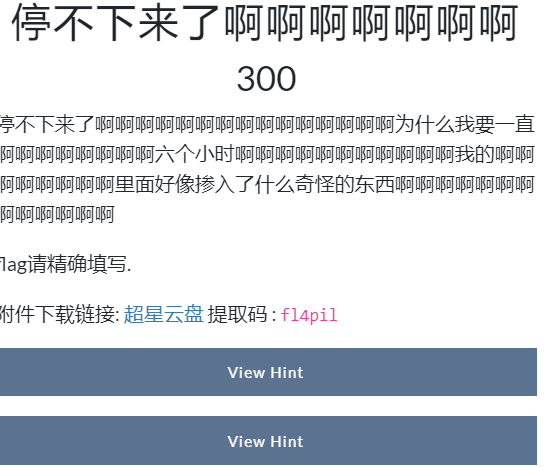 停不下来了啊啊啊啊啊啊啊
300
停不下来了啊啊啊啊啊啊啊啊啊啊啊啊啊啊啊为什么我要一直
啊啊啊啊啊啊啊啊六个小时啊啊啊啊啊啊啊啊啊啊啊我的啊啊
啊啊啊啊啊啊里面好像掺入了什么奇怪的东西啊啊啊啊啊啊啊
啊啊啊啊啊啊
flag请精确填写.
附件下载链接: 超星云盘 提取码 : fl4pil
View Hint
View Hint